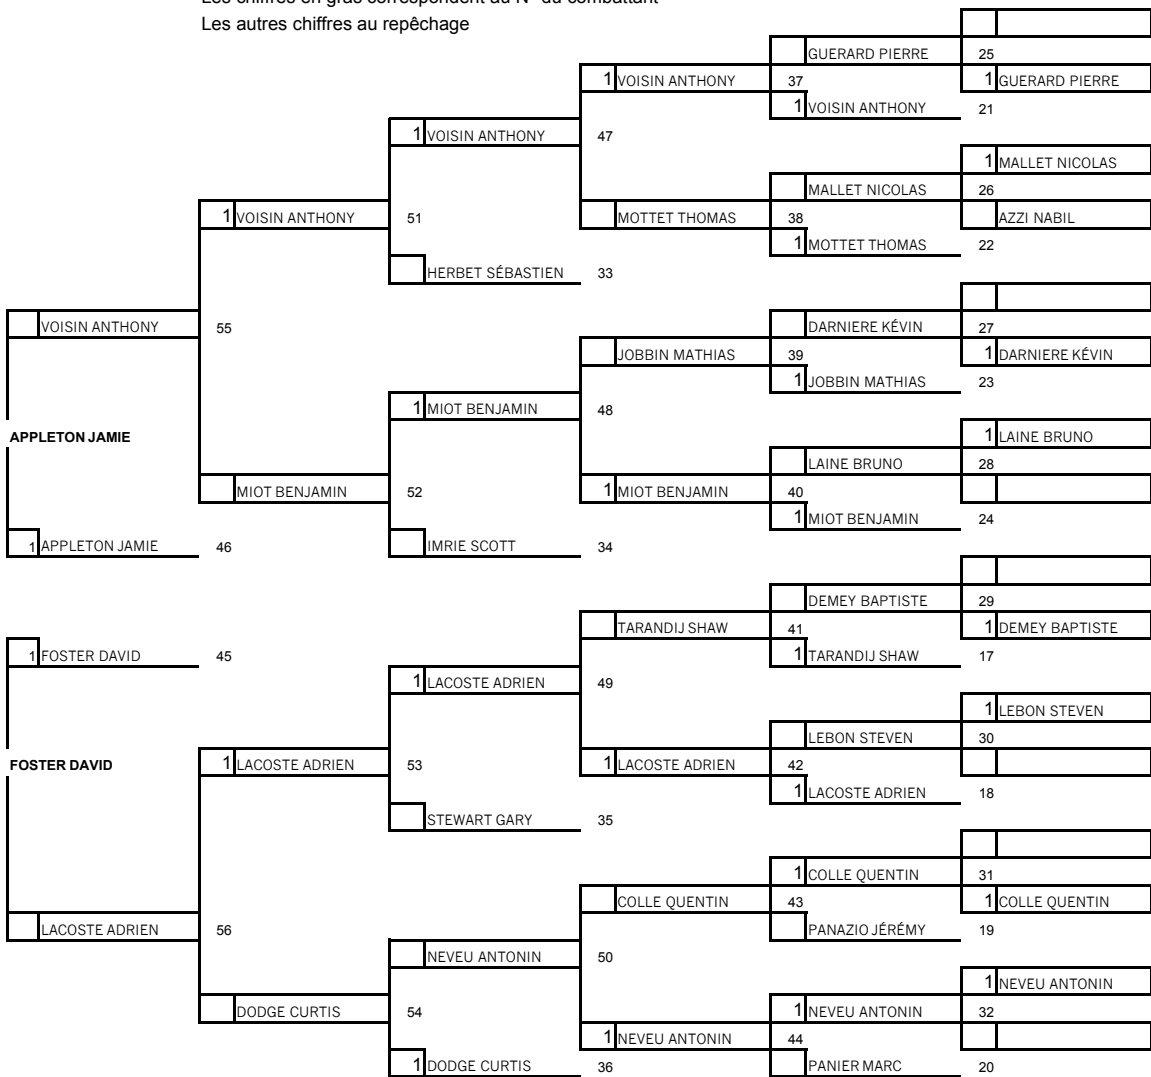 Les chiffres en gras correspondent au N° du combattant
Les autres chiffres au repêchage
GUERARD PIERRE 25
1 VOISIN ANTHONY 37 1 GUERARD PIERRE
1 VOISIN ANTHONY 21
1 VOISIN ANTHONY 47
1 MALLET NICOLAS
MALLET NICOLAS 26
1 VOISIN ANTHONY 51 MOTTET THOMAS 38 AZZI NABIL
1 MOTTET THOMAS 22
HERBET SÉBASTIEN 33
VOISIN ANTHONY 55 DARNIERE KÉVIN 27
JOBBIN MATHIAS 39 1 DARNIERE KÉVIN
1 JOBBIN MATHIAS 23
1 MIOT BENJAMIN 48
APPLETON JAMIE 1 LAINE BRUNO
LAINE BRUNO 28
MIOT BENJAMIN 52 1 MIOT BENJAMIN 40
1 MIOT BENJAMIN 24
1 APPLETON JAMIE 46 IMRIE SCOTT 34
DEMEY BAPTISTE 29
TARANDIJ SHAW 41 1 DEMEY BAPTISTE
1 FOSTER DAVID 45 1 TARANDIJ SHAW 17
1 LACOSTE ADRIEN 49
1 LEBON STEVEN
LEBON STEVEN 30
FOSTER DAVID 1 LACOSTE ADRIEN 53 1 LACOSTE ADRIEN 42
1 LACOSTE ADRIEN 18
STEWART GARY 35
1 COLLE QUENTIN 31
COLLE QUENTIN 43 1 COLLE QUENTIN
LACOSTE ADRIEN 56 PANAZIO JÉRÉMY 19
NEVEU ANTONIN 50
1 NEVEU ANTONIN
DODGE CURTIS 54 1 NEVEU ANTONIN 32
1 NEVEU ANTONIN 44
1 DODGE CURTIS 36 PANIER MARC 20